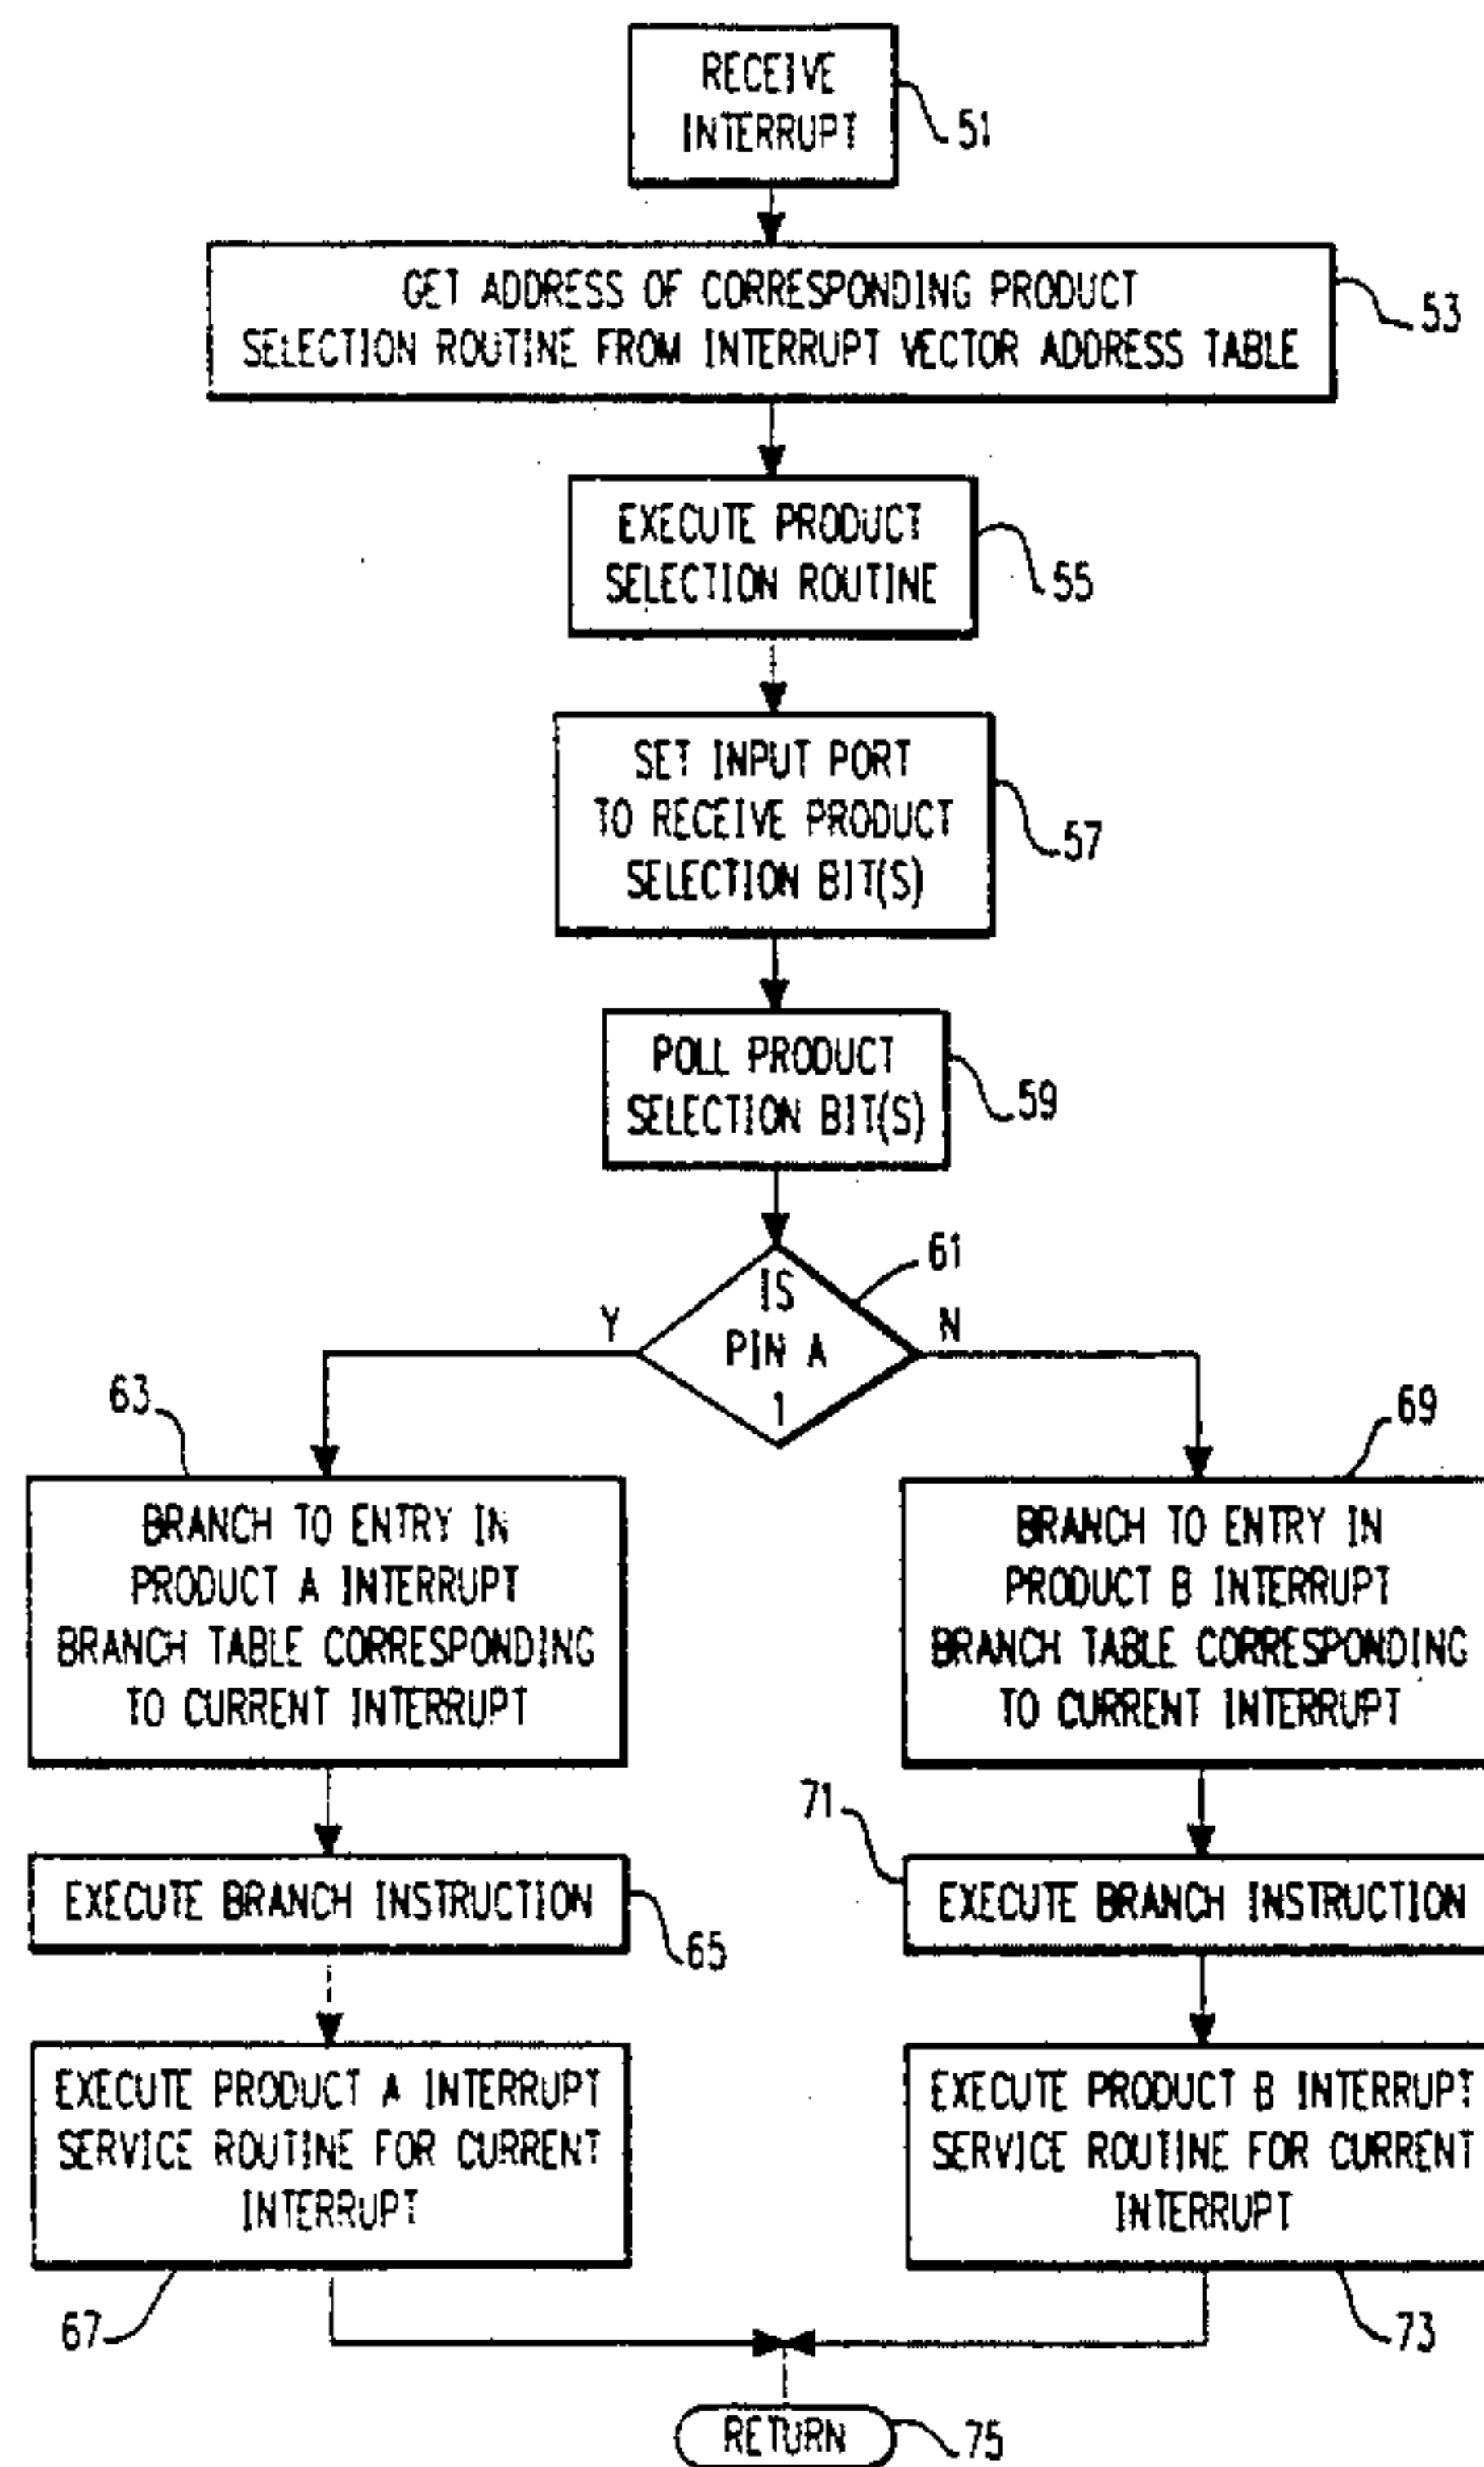 RECEIVE
INTERRUPT
51
GET ADDRESS OF CORRESPONDING PRODUCT
SELECTION ROUTINE FROM INTERRUPT VECTOR ADDRESS TABLE
53
EXECUTE PRODUCT
SELECTION ROUTINE
55
SET INPUT PORT
TO RECEIVE PRODUCT
SELECTION BIT(S)
57
POLL PRODUCT
SELECTION BIT(S)
59
IS
PIN A
1
61
Y
N
63
BRANCH TO ENTRY IN
PRODUCT A INTERRUPT
BRANCH TABLE CORRESPONDING
TO CURRENT INTERRUPT
69
BRANCH TO ENTRY IN
PRODUCT B INTERRUPT
BRANCH TABLE CORRESPONDING
TO CURRENT INTERRUPT
EXECUTE BRANCH INSTRUCTION
65
71
EXECUTE BRANCH INSTRUCTION
EXECUTE PRODUCT A INTERRUPT
SERVICE ROUTINE FOR CURRENT
INTERRUPT
67
EXECUTE PRODUCT B INTERRUPT
SERVICE ROUTINE FOR CURRENT
INTERRUPT
73
RETURN
75